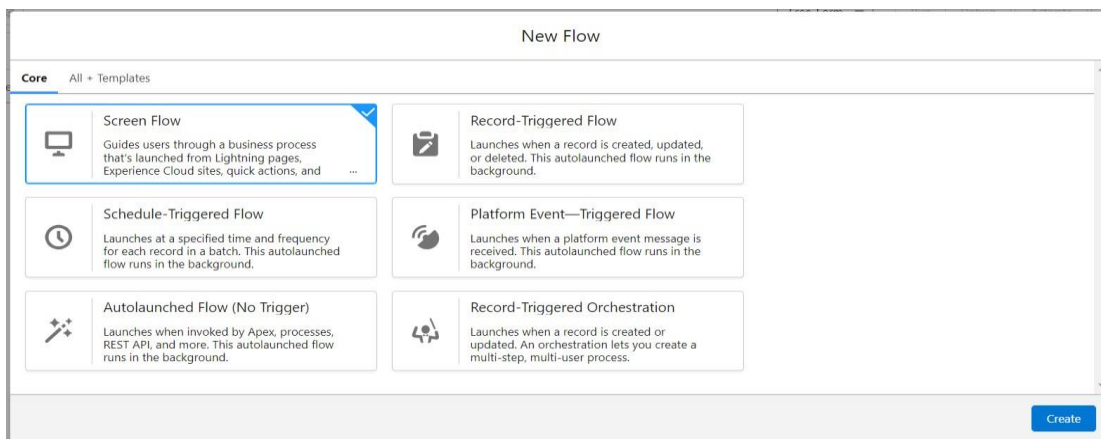 New Flow
Core
All + Templates
Screen Flow
Guides users through a business process
that's launched from Lightning pages,
Experience Cloud sites, quick actions, and ...
Record-Triggered Flow
Launches when a record is created, updated,
or deleted. This autolaunched flow runs in the
background.
Schedule-Triggered Flow
Launches at a specified time and frequency
for each record in a batch. This autolaunched
flow runs in the background.
Platform Event—Triggered Flow
Launches when a platform event message is
received. This autolaunched flow runs in the
background.
Autolaunched Flow (No Trigger)
Launches when invoked by Apex, processes,
REST API, and more. This autolaunched flow
runs in the background.
Record-Triggered Orchestration
Launches when a record is created or
updated. An orchestration lets you create a
multi-step, multi-user process.
Create